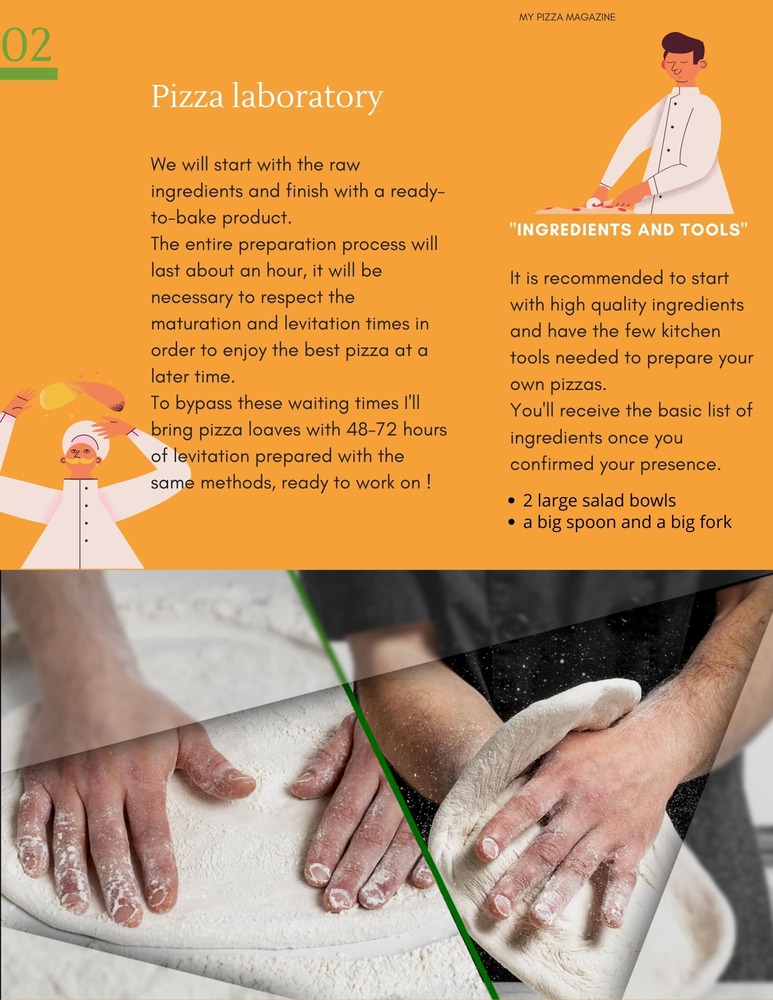 MY PIZZA MAGAZINE
02
Pizza laboratory
We will start with the raw
ingredients and finish with a ready-
to-bake product.
The entire preparation process will
last about an hour, it will be
necessary to respect the
maturation and levitation times in
order to enjoy the best pizza at a
later time.
To bypass these waiting times I'll
bring pizza loaves with 48-72 hours
of levitation prepared with the
same methods, ready to work on !
"INGREDIENTS AND TOOLS"
It is recommended to start
with high quality ingredients
and have the few kitchen
tools needed to prepare your
own pizzas.
You'll receive the basic list of
ingredients once you
confirmed your presence.
• 2 large salad bowls
• a big spoon and a big fork